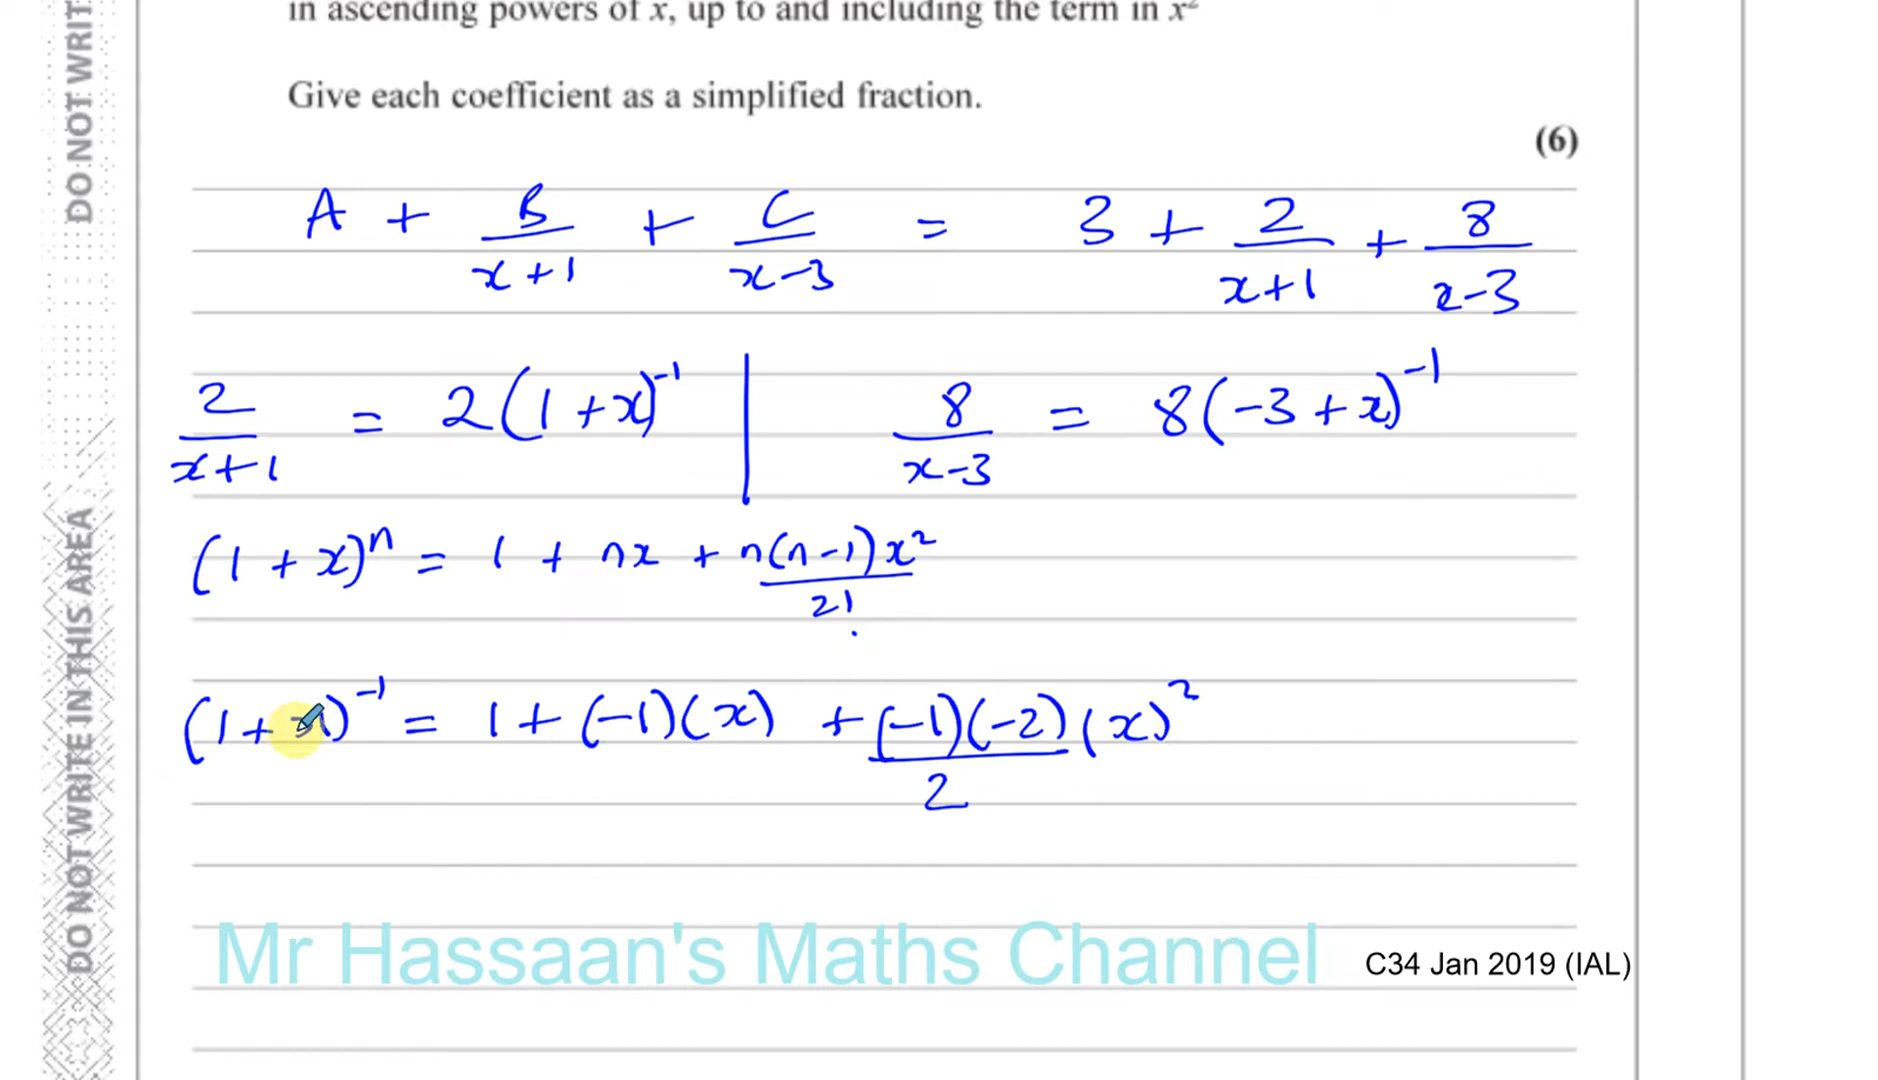 in ascending powers of x, up to and including the term in x²
Give each coefficient as a simplified fraction.
(6)
A + B/(x+1) + C/(x-3) = 3 + 2/(x+1) + 8/(x-3)
2/(x+1) = 2(1+x)⁻¹ | 8/(x-3) = 8(-3+x)⁻¹
(1+x)ⁿ = 1 + nx + n(n-1)x²/2!
(1+x)⁻¹ = 1+(-1)(x) + (-1)(-2)/2 (x)²
Mr Hassaan's Maths Channel
C34 Jan 2019 (IAL)
DO NOT WRIT
DO NOT WRITE IN THIS AREA